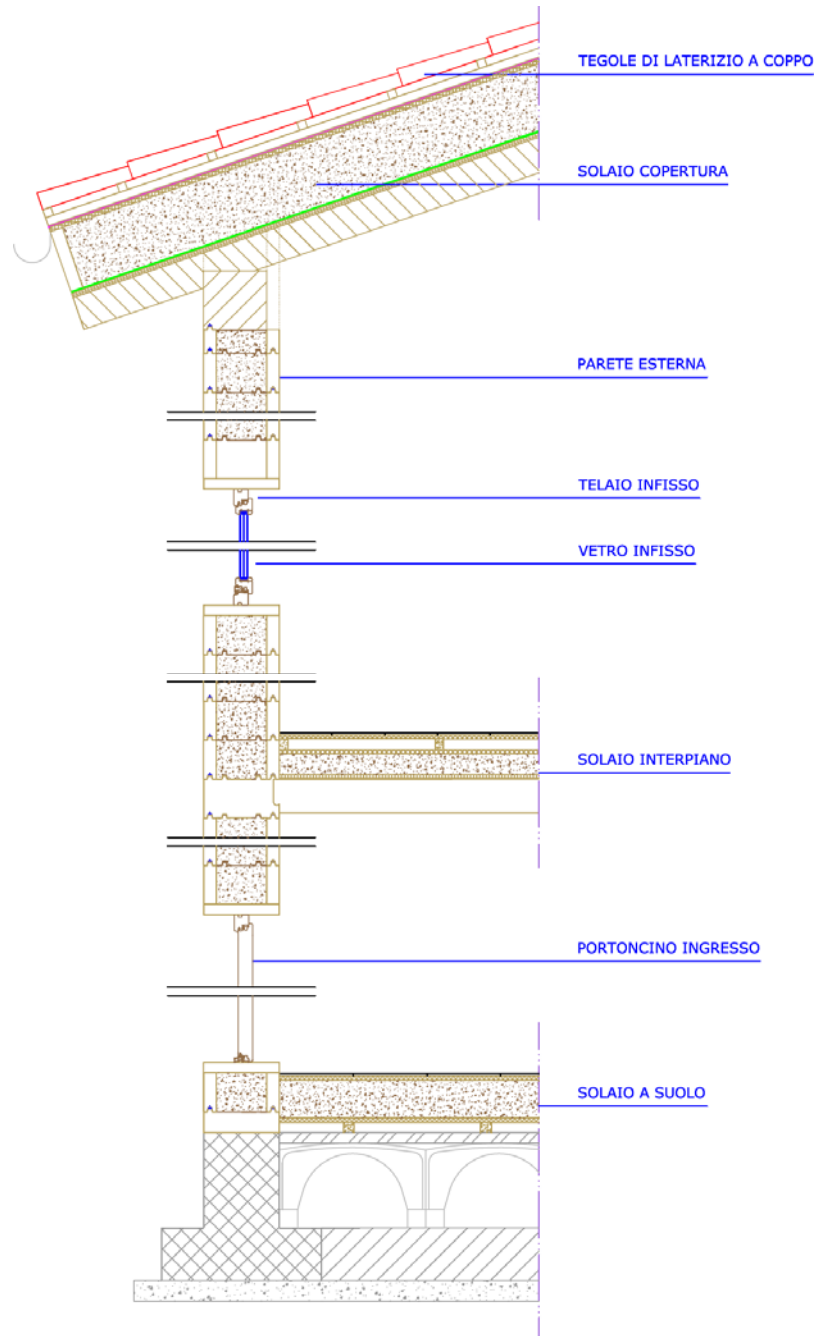 TEGOLE DI LATERIZIO A COPPO
SOLAIO COPERTURA
PARETE ESTERNA
TELAIO INFISSO
VETRO INFISSO
SOLAIO INTERPIANO
PORTONCINO INGRESSO
SOLAIO A SUOLO